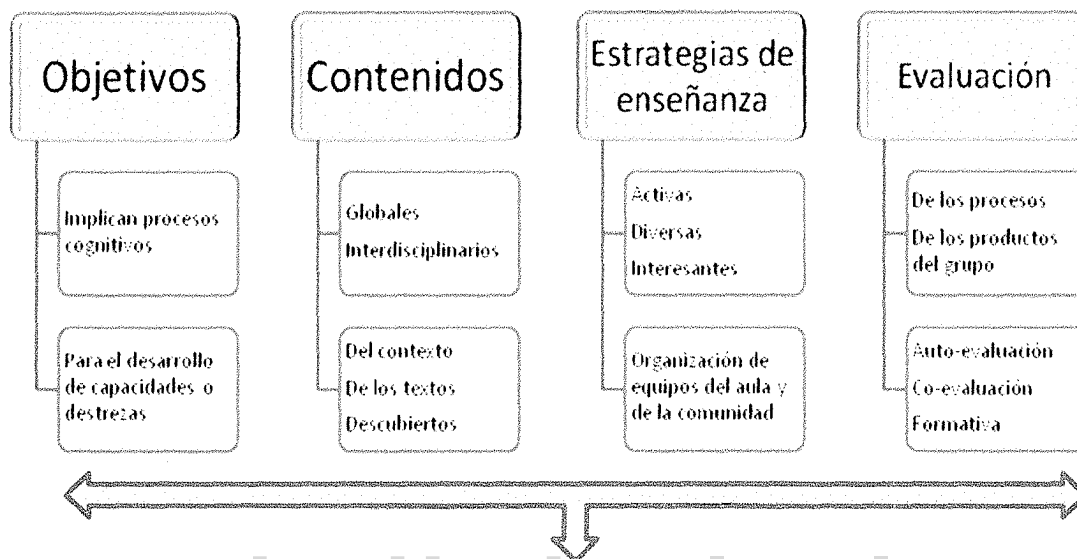 Objetivos
Implican procesos
cognitivos
Para el desarrollo
de capacidades o
destrezas
Contenidos
Globales
Interdisciplinarios
Del contexto
De los textos
Descubiertos
Estrategias de
enseñanza
Activas
Diversas
Interesantes
Organización de
equipos del aula y
de la comunidad
Evaluación
De los procesos
De los productos
del grupo
Auto-evaluación
Co-evaluación
Formativa